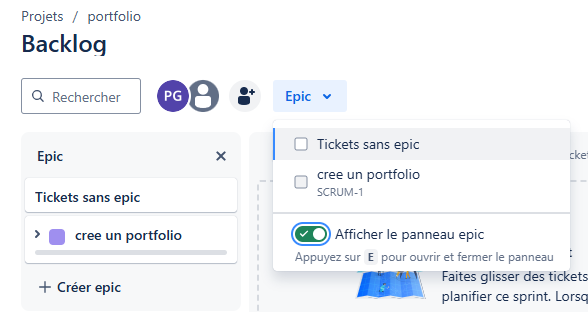 Projets / portfolio
Backlog
Rechercher
PG
Epic
Tickets sans epic
cree un portfolio
SCRUM-1
Afficher le panneau epic
Appuyez sur E pour ouvrir et fermer le panneau
Epic
Tickets sans epic
cree un portfolio
Créer epic
Faites glisser des tickets
planifier ce sprint. Lorsq